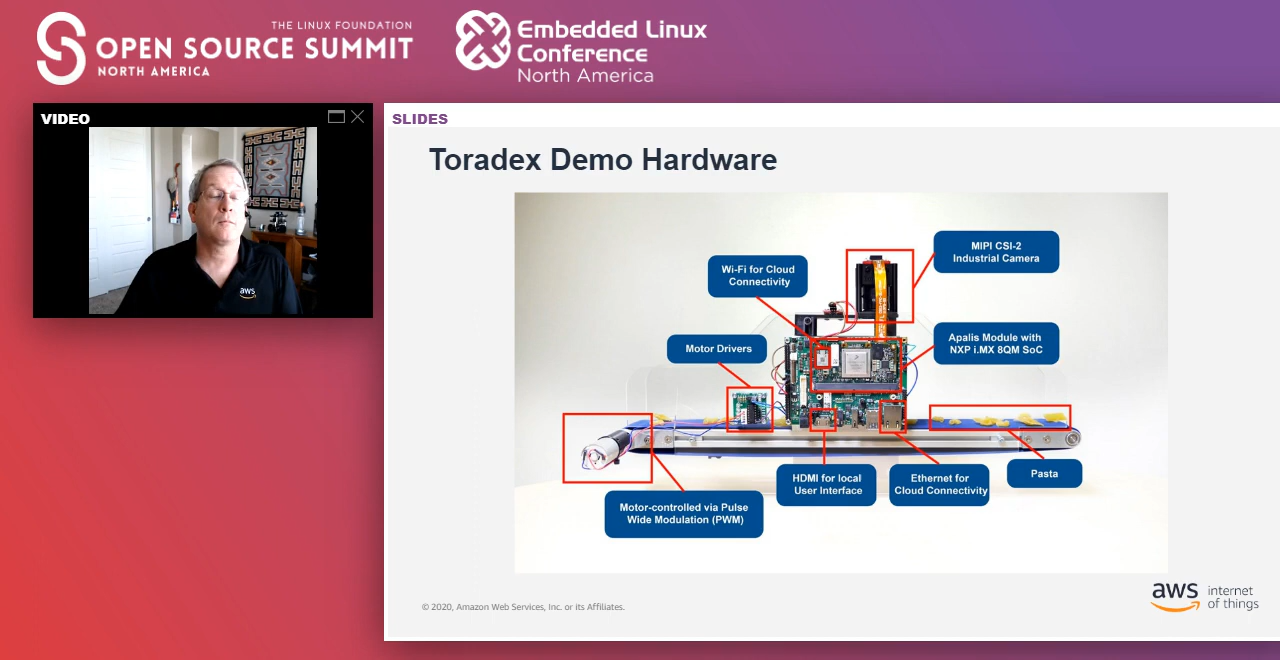 THE LINUX FOUNDATION
OPEN SOURCE SUMMIT
NORTH AMERICA
Embedded Linux
Conference
North America
VIDEO
aws
SLIDES
Toradex Demo Hardware
MIPI CSI-2
Industrial Camera
Wi-Fi for Cloud
Connectivity
Apalis Module with
NXP i.MX 8QM SoC
Motor Drivers
HDMI for local
User Interface
Ethernet for
Cloud Connectivity
Pasta
Motor-controlled via Pulse
Wide Modulation (PWM)
© 2020, Amazon Web Services, Inc. or its Affiliates.
aws
internet
of things